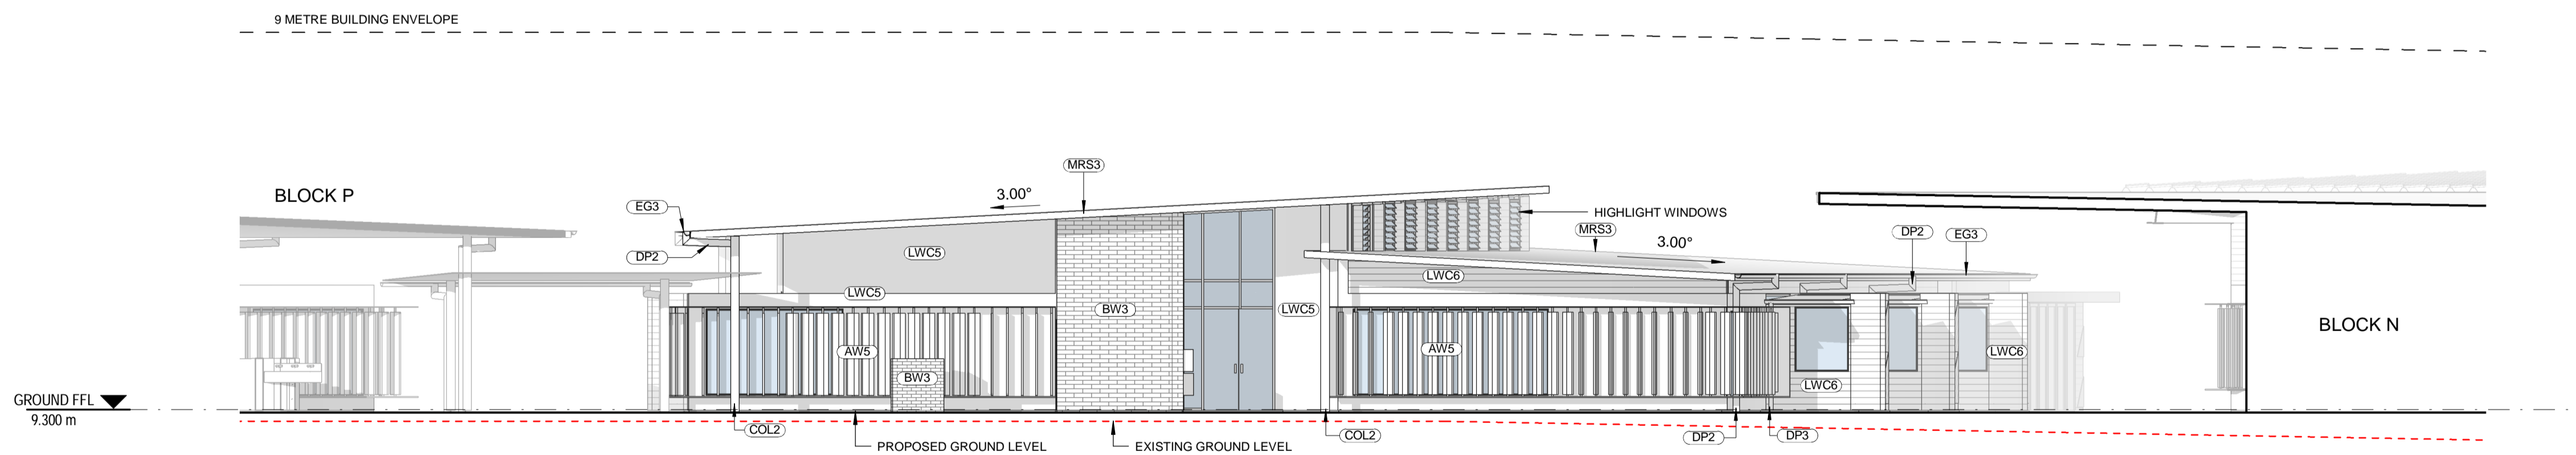 9 METRE BUILDING ENVELOPE
MRS3
3.00°
BLOCK P
EG3
HIGHLIGHT WINDOWS
MRS3
DP2
EG3
3.00°
LWC5
DP2
LWC6
LWC5
BW3
LWC5
BLOCK N
AW5
AW5
LWC6
BW3
LWC6
GROUND FFL
9.300 m
COL2
COL2
DP2
DP3
PROPOSED GROUND LEVEL
EXISTING GROUND LEVEL